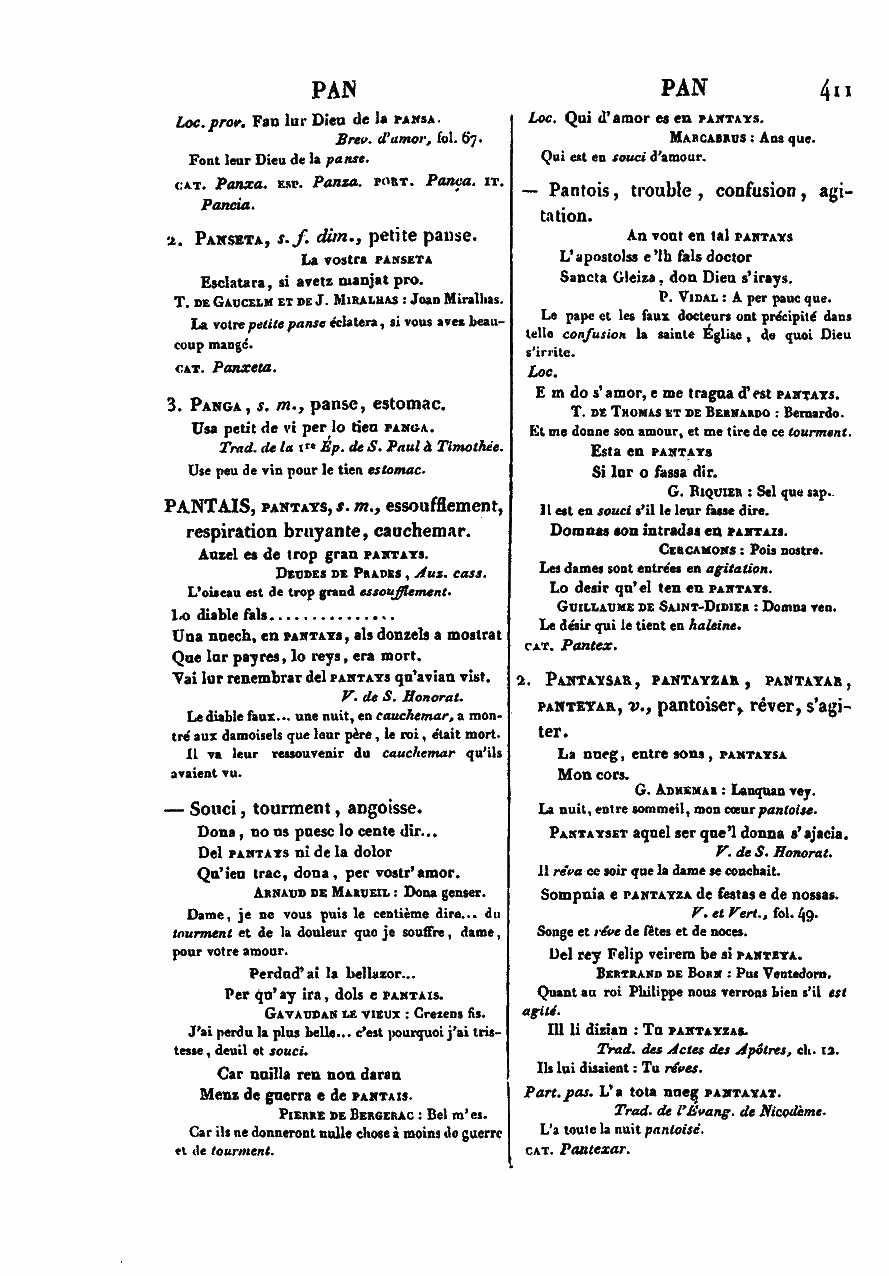 PAN
PAN 411
Loc. prov. Fan lur Dieu de la PANSA.
Brev. d'amor, fol. 67.
Font leur Dieu de la panse.
CAT. Panxa. ESP. Panza. PORT. Pança. IT.
Pancia.
2. PANSETA, s. f. dim., petite panse.
La vostra PANSETA
Esclatara, si avetz manjat pro.
T. DE GAUCELM ET DE J. MIRALHAS : Joan Miralhas.
La votre petite panse éclatera, si vous avez beau-
coup mangé.
CAT. Panxeta.
3. PANGA, s. m., panse, estomac.
Usa petit de vi per lo tieu PANGA.
Trad. de la 1re Ép. de S. Paul à Timothée.
Use peu de vin pour le tien estomac.
PANTAIS, PANTAYS, s. m., essoufflement,
respiration bruyante, cauchemar.
Auzel es de trop gran PANTAYS.
DEUDES DE PRADES, Aus. cass.
L'oiseau est de trop grand essoufflement.
Lo diable fals..............
Una nuech, en PANTAYS, als donzels a mostrat
Que lur payres, lo reys, era mort.
Vai lur renembrar del PANTAYS qu'avian vist.
V. de S. Honorat.
Le diable faux... une nuit, en cauchemar, a mon-
tré aux damoisels que leur père, le roi, était mort.
Il va leur ressouvenir du cauchemar qu'ils
avaient vu.
— Souci, tourment, angoisse.
Dona, no us puesc lo cente dir...
Del PANTAYS ni de la dolor
Qu'ieu trac, dona, per vostr'amor.
ARNAUD DE MARUEIL : Dona genser.
Dame, je ne vous puis le centième dire... du
tourment et de la douleur que je souffre, dame,
pour votre amour.
Perdud'ai la bellazor...
Per qu'ay ira, dols e PANTAIS.
GAVAUDAN LE VIEUX : Crezens fis.
J'ai perdu la plus belle... c'est pourquoi j'ai tris-
tesse, deuil et souci.
Car nuilla ren non daran
Menz de guerra e de PANTAIS.
PIERRE DE BERGERAC : Bel m'es.
Car ils ne donneront nulle chose à moins de guerre
et de tourment.
Loc. Qui d'amor es en PANTAYS.
MARCABRUS : Ans que.
Qui est en souci d'amour.
— Pantois, trouble, confusion, agi-
tation.
An vout en tal PANTAYS
L'apostolss e'lh fals doctor
Sancta Gleiza, don Dieu s'irays.
P. VIDAL : A per pauc que.
Le pape et les faux docteurs ont précipité dans
telle confusion la sainte Église, de quoi Dieu
s'irrite.
Loc.
E m do s'amor, e me tragua d'est PANTAYS.
T. DE THOMAS ET DE BERNARDO : Bernardo.
Et me donne son amour, et me tire de ce tourment.
Esta en PANTAYS
Si lur o fassa dir.
G. RIQUIER : Sel que sap.
Il est en souci s'il le leur fasse dire.
Domnas son intradas en PANTAIS.
CERCAMONS : Pois nostre.
Les dames sont entrées en agitation.
Lo desir qu'el ten en PANTAYS.
GUILLAUME DE SAINT-DIDIER : Domna ven.
Le désir qui le tient en haleine.
CAT. Pantex.
2. PANTAYSAR, PANTAYZAR, PANTAYAR,
PANTEYAR, v., pantoiser, rêver, s'agi-
ter.
La nueg, entre sons, PANTAYSA
Mon cors.
G. ADHEMAR : Lanquan vey.
La nuit, entre sommeil, mon cœur pantoise.
PANTAYSET aquel ser que'l donna s'ajacia.
V. de S. Honorat.
Il rêva ce soir que la dame se couchait.
Sompnia e PANTAYZA de festas e de nossas.
V. et Vert., fol. 49.
Songe et rêve de fêtes et de noces.
Del rey Felip veirem be si PANTEYA.
BERTRAND DE BORN : Pus Ventedorn.
Quant au roi Philippe nous verrons bien s'il est
agité.
Ill li dizian : Tu PANTAYZAS.
Trad. des Actes des Apôtres, ch. 12.
Ils lui disaient : Tu rêves.
Part. pas. L'a tota nueg PANTAYAT.
Trad. de l'Évang. de Nicodème.
L'a toute la nuit pantoisé.
CAT. Pantexar.